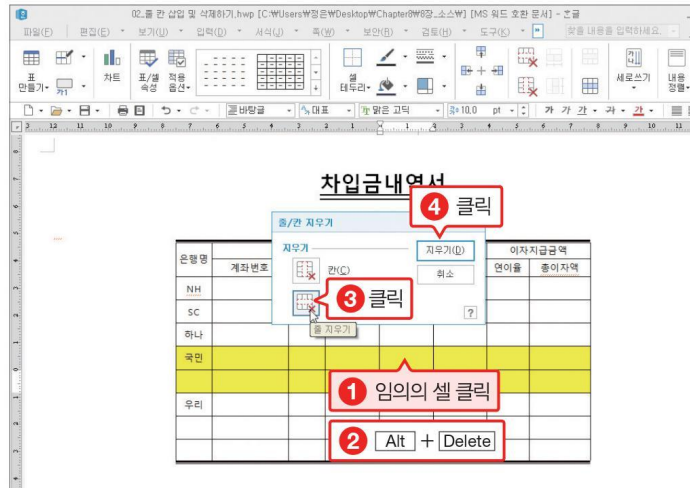 02_줄 칸 삽입 및 삭제하기.hwp [C:\Users\정은\Desktop\Chapter8\8장_소스\] [MS 워드 호환 문서] - 흔글
파일(F) 편집(E) 보기(U) 입력(D) 서식(J) 쪽(W) 보안(B) 검토(H) 도구(K) 찾을 내용을 입력하세요.
표 만들기 차트 표/셀 속성 적용 옵션 셀 테두리 세로쓰기 내용 정렬
바탕글 대표 맑은 고딕 10.0 pt 가 가 가 가 가
차입금내역서
4 클릭
줄/칸 지우기
지우기
지우기(D)
칸(C)
취소
3 클릭
줄 지우기
?
은행명 계좌번호 이자지급금액
연이율 총이자액
NH
SC
하나
국민
1 임의의 셀 클릭
우리
2 Alt + Delete